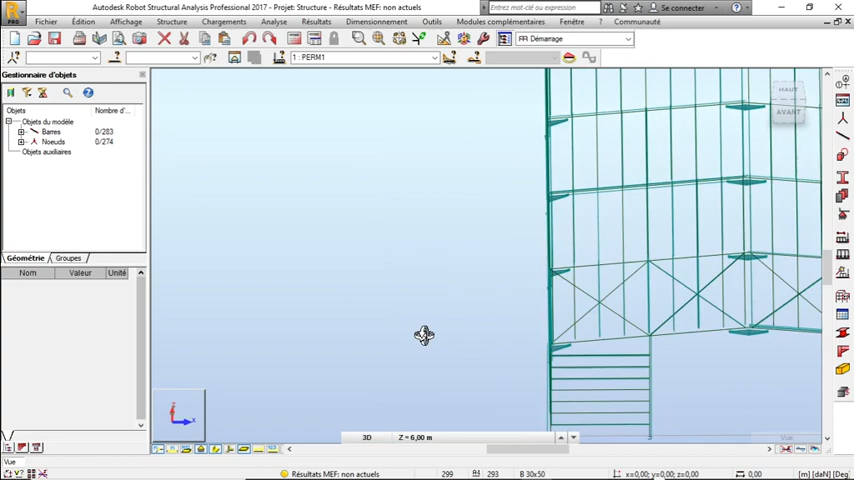 Autodesk Robot Structural Analysis Professional 2017 - Projet: Structure - Résultats MEF: non actuels
Entrez mot-clé ou expression
Se connecter
Fichier Édition Affichage Structure Chargements Analyse Résultats Dimensionnement Outils Modules complémentaires Fenêtre ? Communauté
Démarrage
1 : PERM1
Gestionnaire d'objets
Objets Nombre d'...
Objets du modèle
Barres 0/283
Noeuds 0/274
Objets auxiliaires
HAUT
AVANT
Géométrie Groupes
Nom Valeur Unité
Z
X
3D Z = 6,00 m
Vue
Vue
Résultats MEF: non actuels 299 293 B 30x50 x=0,00; y=0,00; z=0,00 0,00 [m] [daN] [Deg]